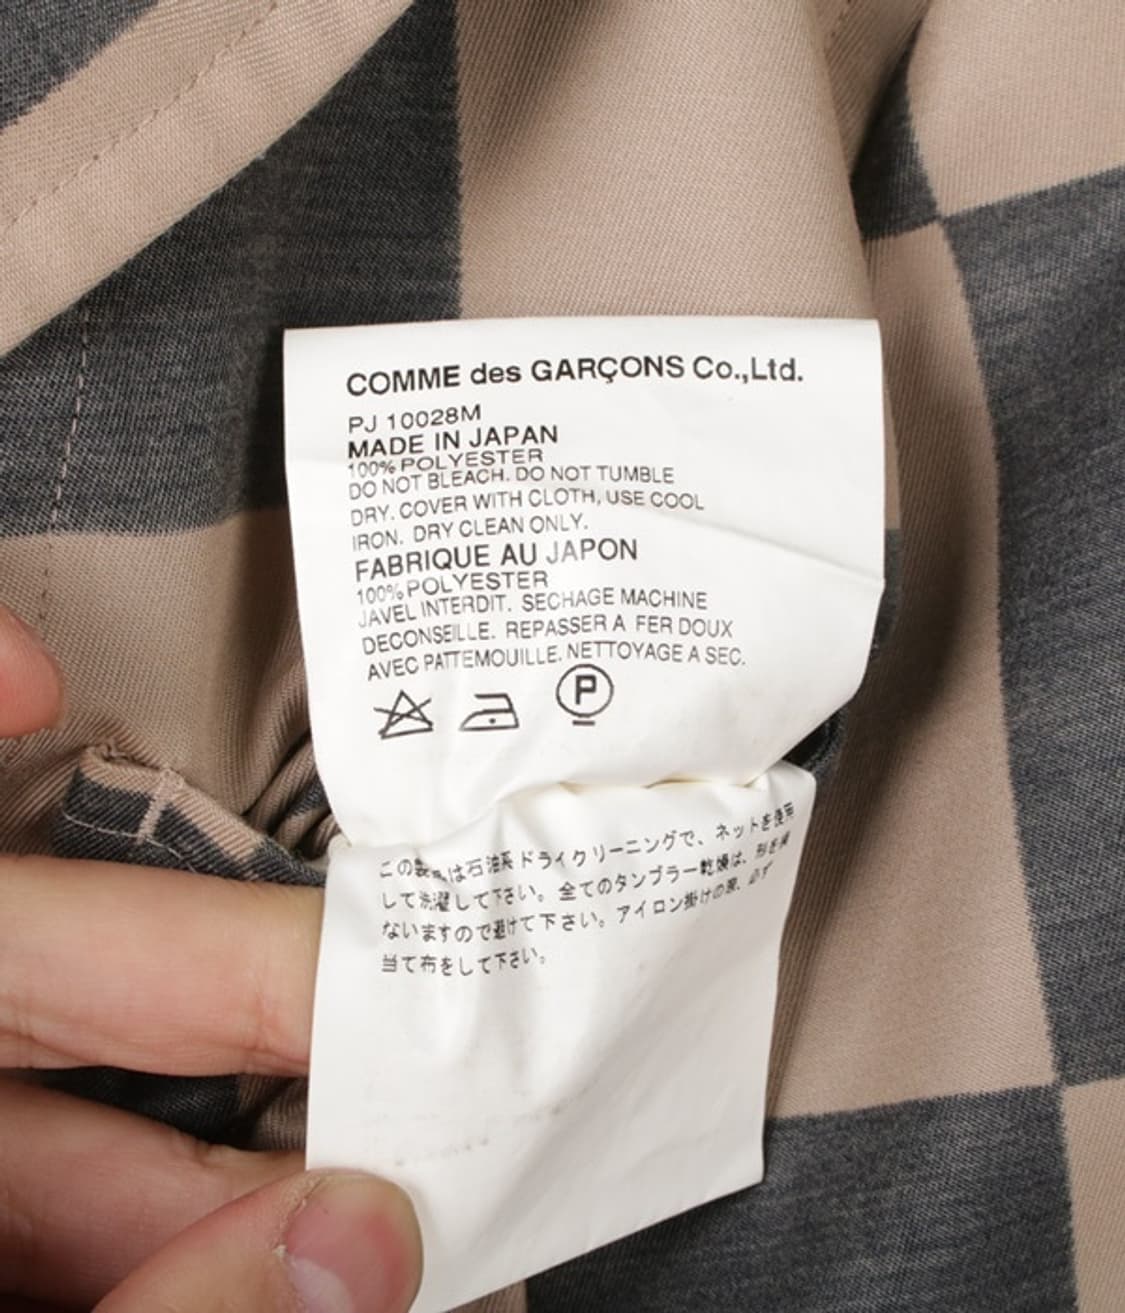 COMME des GARÇONS Co.,Ltd.
PJ 10028M
MADE IN JAPAN
100% POLYESTER
DO NOT BLEACH. DO NOT TUMBLE
DRY. COVER WITH CLOTH, USE COOL
IRON. DRY CLEAN ONLY.
FABRIQUE AU JAPON
100% POLYESTER
JAVEL INTERDIT. SECHAGE MACHINE
DECONSEILLE. REPASSER A FER DOUX
AVEC PATTEMOUILLE. NETTOYAGE A SEC.
P
この製は石油系ドライクリーニングで、ネットを使用
して洗濯して下さい。全てのタンブラー乾燥は、形を損
ないますので避けて下さい。アイロン掛けの際、必ず
当て布をして下さい。